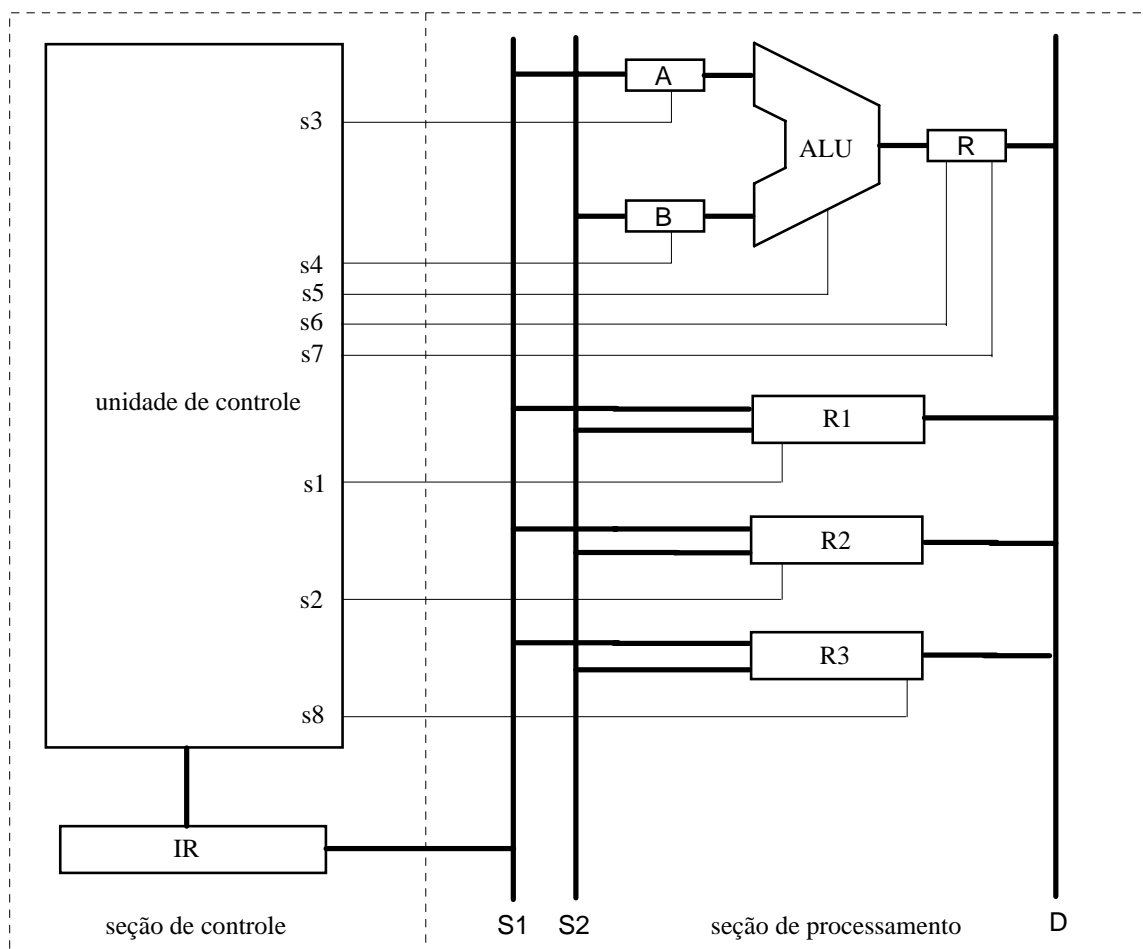 A
s3
ALU
R
B
s4
s5
s6
s7
unidade de controle
R1
s1
R2
s2
R3
s8
IR
seção de controle
S1
S2
seção de processamento
D